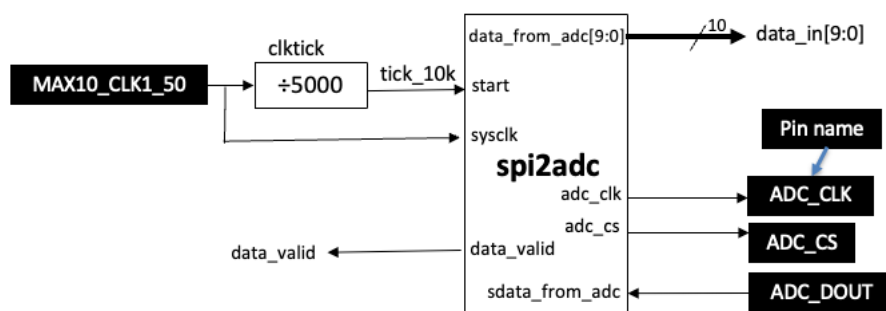 data_from_adc[9:0]
10
data_in[9:0]
clktick
MAX10_CLK1_50
÷5000
tick_10k
start
sysclk
Pin name
spi2adc
adc_clk
ADC_CLK
adc_cs
ADC_CS
data_valid
data_valid
sdata_from_adc
ADC_DOUT